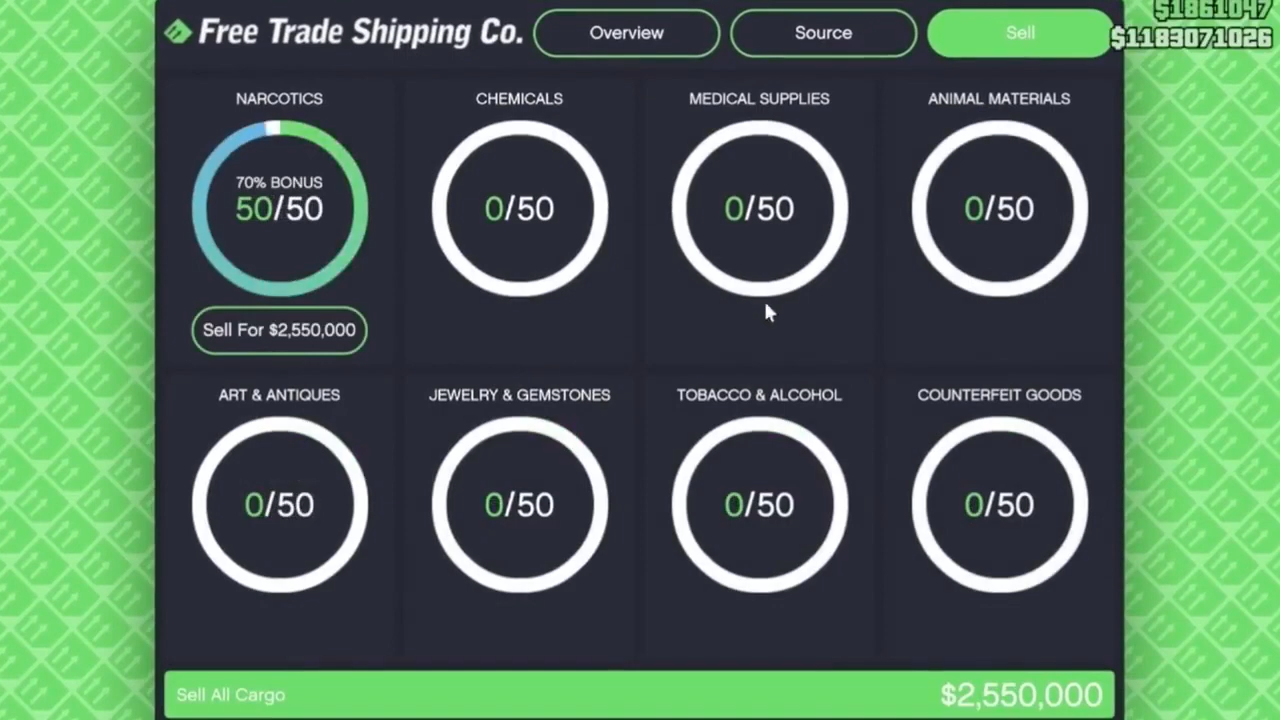 Free Trade Shipping Co.
Overview
Source
Sell
$1861047
$1183071026
NARCOTICS
CHEMICALS
MEDICAL SUPPLIES
ANIMAL MATERIALS
70% BONUS
50/50
0/50
0/50
0/50
Sell For $2,550,000
ART & ANTIQUES
JEWELRY & GEMSTONES
TOBACCO & ALCOHOL
COUNTERFEIT GOODS
0/50
0/50
0/50
0/50
Sell All Cargo
$2,550,000